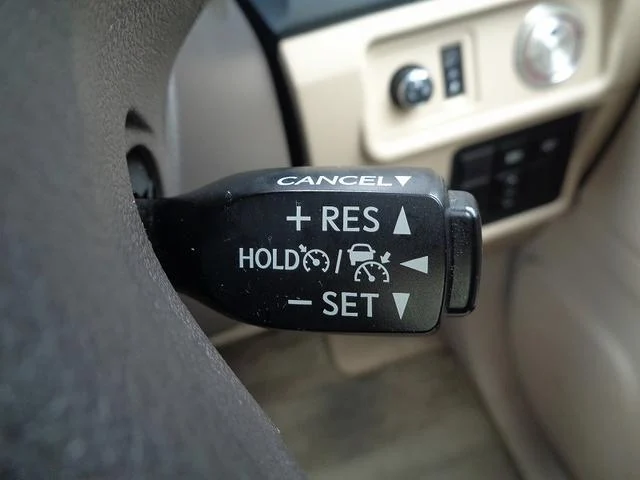 CANCEL▼
+ RES ▲
HOLD / ◀
− SET ▼